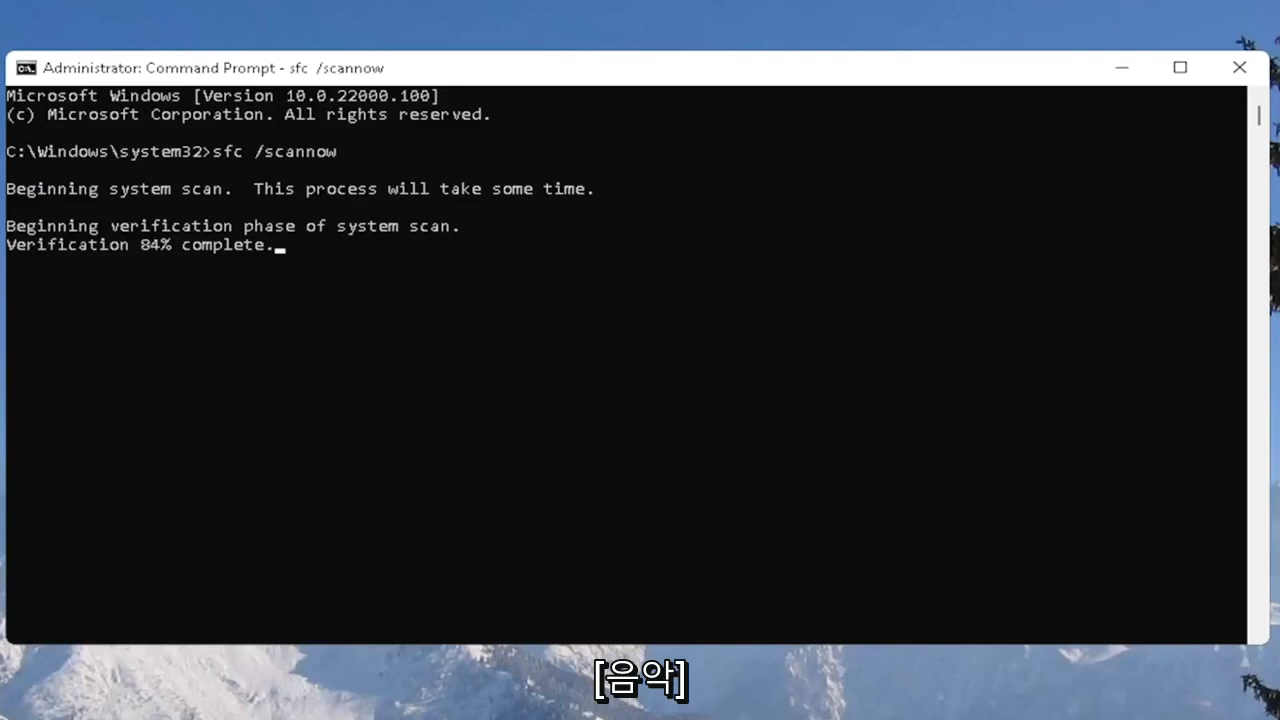 Administrator: Command Prompt - sfc  /scannow
Microsoft Windows [Version 10.0.22000.100]
(c) Microsoft Corporation. All rights reserved.
C:\Windows\system32>sfc /scannow
Beginning system scan.  This process will take some time.
Beginning verification phase of system scan.
Verification 84% complete.
[음악]